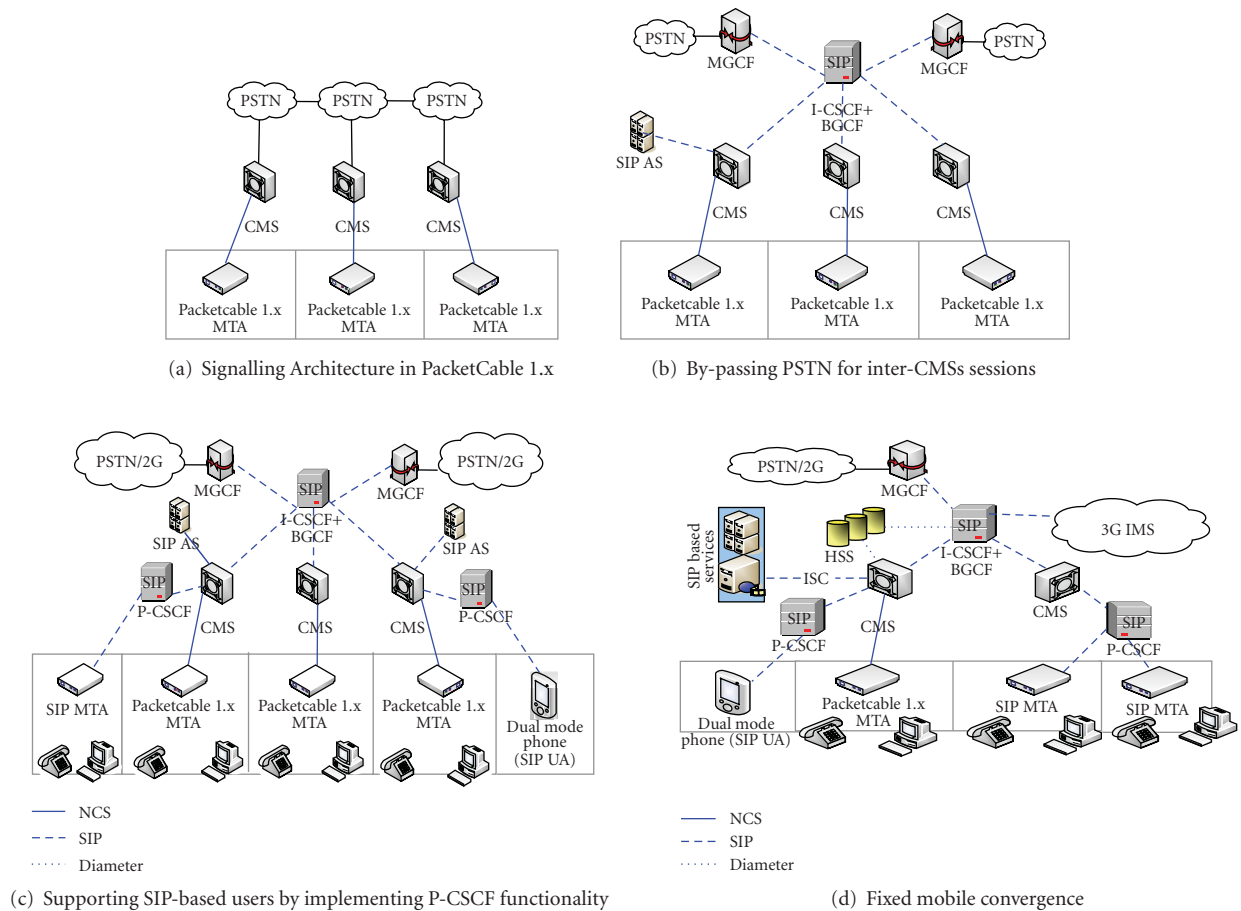 PSTN
PSTN
PSTN
CMS
CMS
CMS
Packetcable 1.x
MTA
Packetcable 1.x
MTA
Packetcable 1.x
MTA
(a) Signalling Architecture in PacketCable 1.x
PSTN
MGCF
SIP
MGCF
PSTN
I-CSCF+
BGCF
SIP AS
CMS
CMS
CMS
Packetcable 1.x
MTA
Packetcable 1.x
MTA
Packetcable 1.x
MTA
(b) By-passing PSTN for inter-CMSs sessions
PSTN/2G
MGCF
SIP
MGCF
PSTN/2G
I-CSCF+
BGCF
SIP AS
SIP AS
SIP
P-CSCF
SIP
P-CSCF
CMS
CMS
CMS
SIP MTA
Packetcable 1.x
MTA
Packetcable 1.x
MTA
Packetcable 1.x
MTA
Dual mode
phone
(SIP UA)
NCS
SIP
Diameter
(c) Supporting SIP-based users by implementing P-CSCF functionality
PSTN/2G
MGCF
SIP based
services
HSS
SIP
I-CSCF+
BGCF
3G IMS
ISC
CMS
SIP
P-CSCF
CMS
SIP
P-CSCF
Dual mode
phone (SIP UA)
Packetcable 1.x
MTA
SIP MTA
SIP MTA
NCS
SIP
Diameter
(d) Fixed mobile convergence